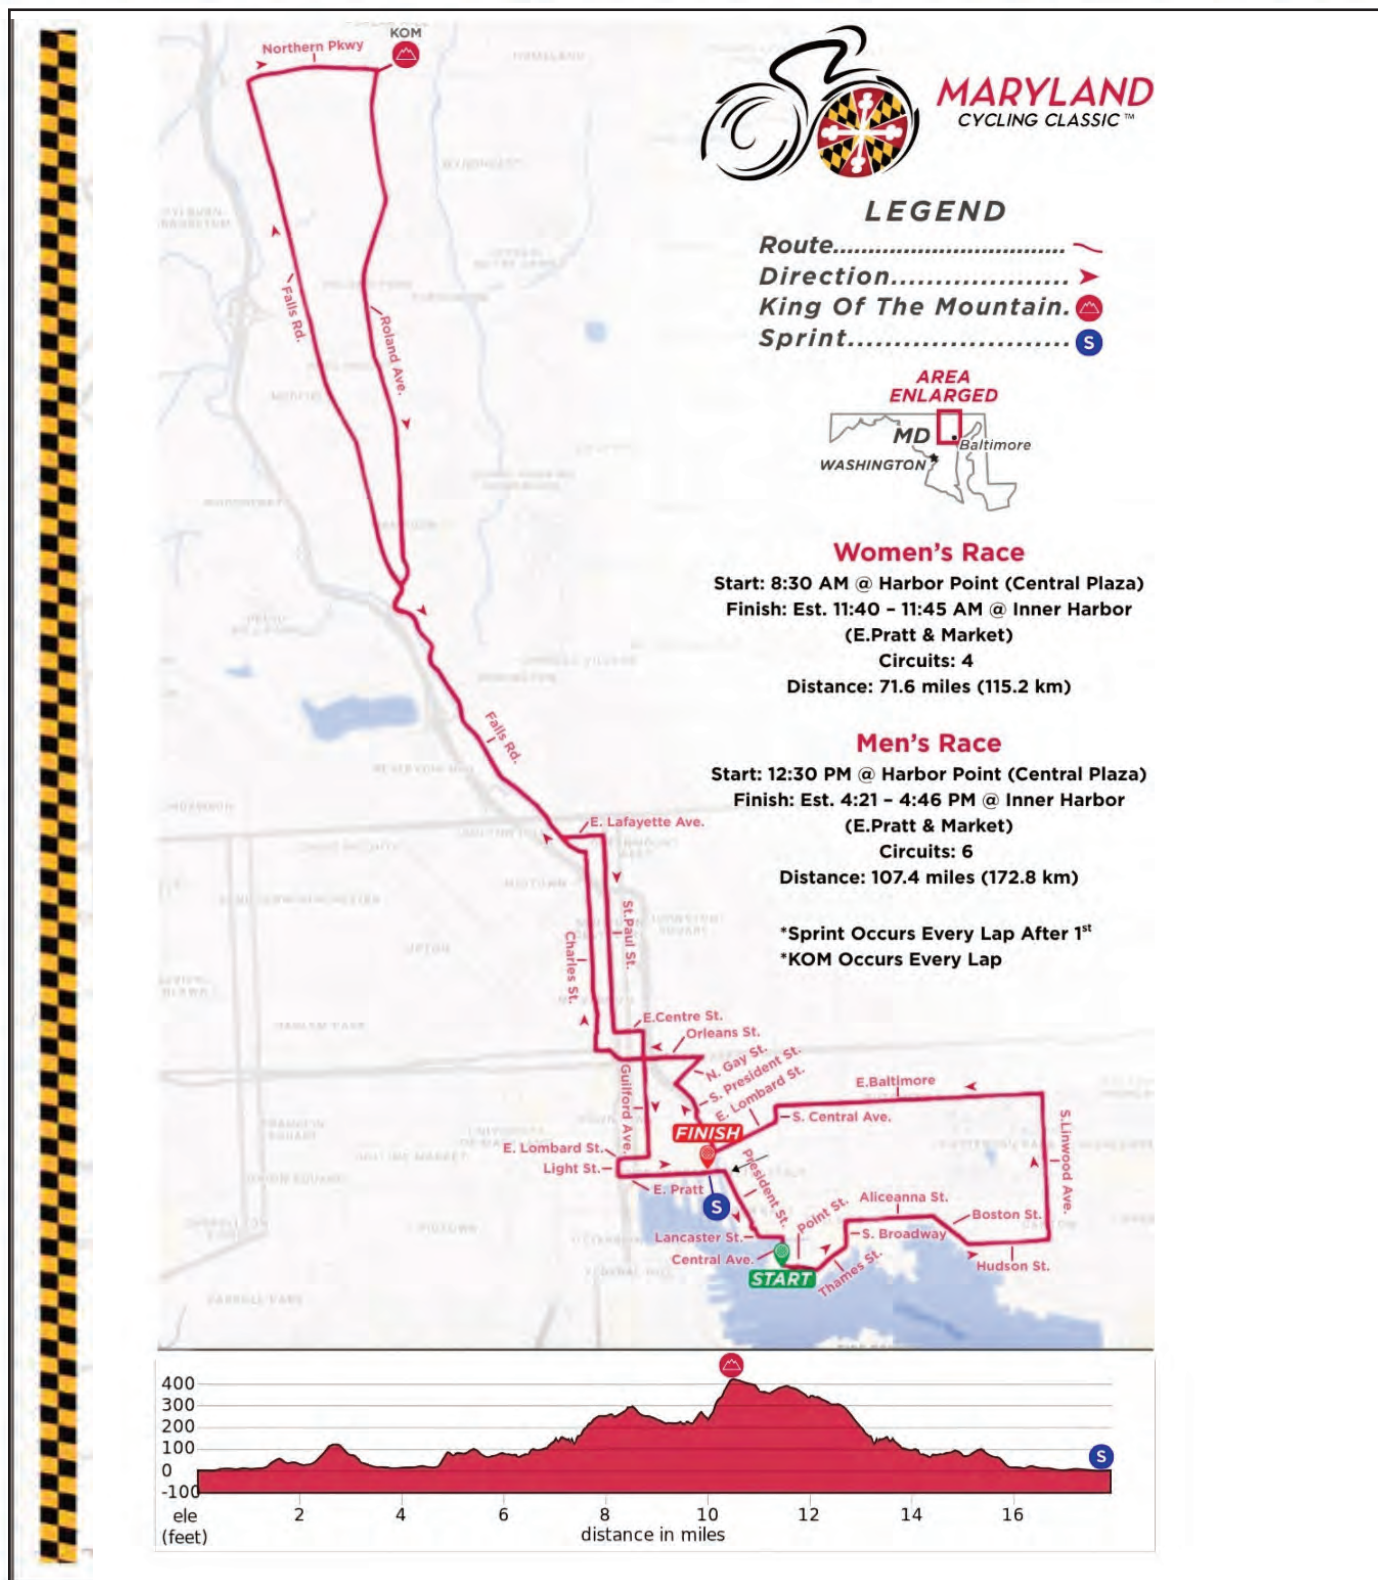 KOM
Northern Pkwy
MARYLAND
CYCLING CLASSIC™
LEGEND
Route..............................
Direction...................
King Of The Mountain.
Sprint........................ S
Falls Rd.
Roland Ave.
AREA
ENLARGED
MD
Baltimore
WASHINGTON
Women's Race
Start: 8:30 AM @ Harbor Point (Central Plaza)
Finish: Est. 11:40 – 11:45 AM @ Inner Harbor
(E.Pratt & Market)
Circuits: 4
Distance: 71.6 miles (115.2 km)
Falls Rd.
Men's Race
Start: 12:30 PM @ Harbor Point (Central Plaza)
Finish: Est. 4:21 – 4:46 PM @ Inner Harbor
(E.Pratt & Market)
Circuits: 6
Distance: 107.4 miles (172.8 km)
*Sprint Occurs Every Lap After 1st
*KOM Occurs Every Lap
E. Lafayette Ave.
MIDTOWN
UPTON
St.Paul St.
Charles St.
E.Centre St.
Orleans St.
N. Gay St.
S. President St.
E. Lombard St.
Guilford Ave.
E.Baltimore
S. Central Ave.
S.Linwood Ave.
FINISH
E. Lombard St.
Light St.
E. Pratt
S
President St.
Point St.
Aliceanna St.
Boston St.
S. Broadway
Lancaster St.
Central Ave.
START
Thames St.
Hudson St.
FEDERAL HILL
CARROLL PARK
400
300
200
100
0
-100
S
ele
(feet)
2 4 6 8 10 12 14 16
distance in miles